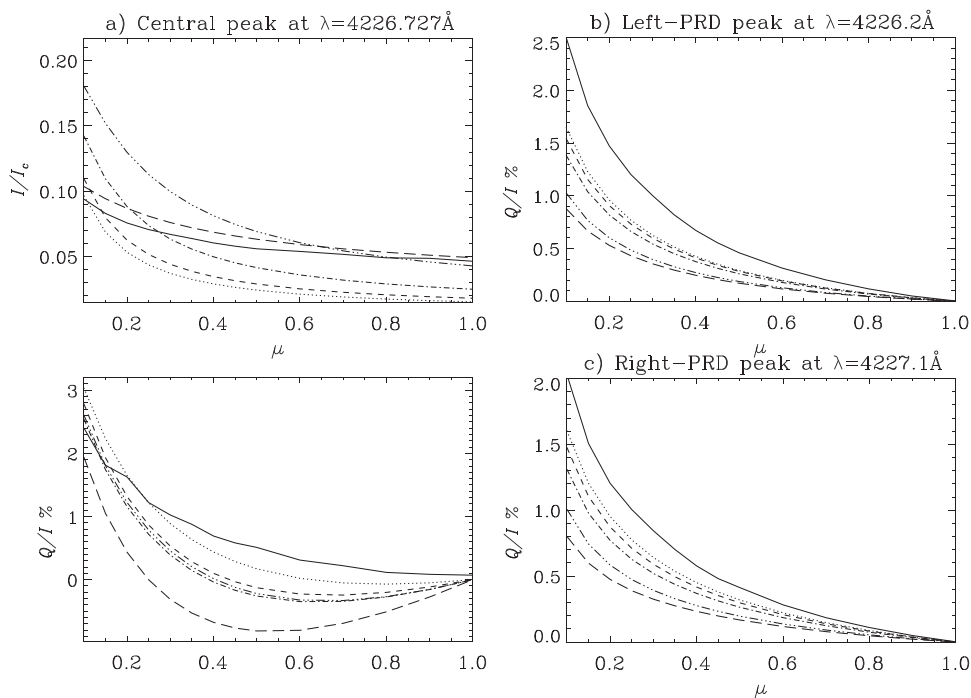 a) Central peak at λ=4226.727Å
0.20
0.15
0.10
0.05
I/I_c
0.2 0.4 0.6 0.8 1.0
μ
b) Left-PRD peak at λ=4226.2Å
2.5
2.0
1.5
1.0
0.5
0.0
Q/I %
0.2 0.4 0.6 0.8 1.0
μ
3
2
1
0
Q/I %
0.2 0.4 0.6 0.8 1.0
c) Right-PRD peak at λ=4227.1Å
2.0
1.5
1.0
0.5
0.0
Q/I %
0.2 0.4 0.6 0.8 1.0
μ